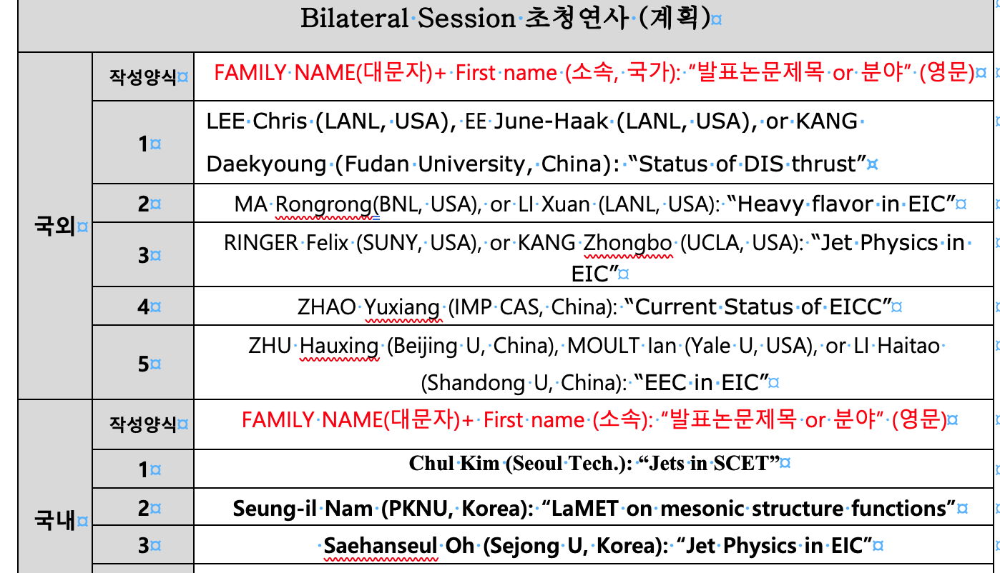 Bilateral Session 초청연사 (계획)
작성양식
FAMILY NAME(대문자)+ First name (소속, 국가): “발표논문제목 or 분야” (영문)
국외
1
LEE Chris (LANL, USA), EE June-Haak (LANL, USA), or KANG
Daekyoung (Fudan University, China): “Status of DIS thrust”
2
MA Rongrong(BNL, USA), or LI Xuan (LANL, USA): “Heavy flavor in EIC”
3
RINGER Felix (SUNY, USA), or KANG Zhongbo (UCLA, USA): “Jet Physics in
EIC”
4
ZHAO Yuxiang (IMP CAS, China): “Current Status of EICC”
5
ZHU Hauxing (Beijing U, China), MOULT Ian (Yale U, USA), or LI Haitao
(Shandong U, China): “EEC in EIC”
국내
작성양식
FAMILY NAME(대문자)+ First name (소속): “발표논문제목 or 분야” (영문)
1
Chul Kim (Seoul Tech.): “Jets in SCET”
2
Seung-il Nam (PKNU, Korea): “LaMET on mesonic structure functions”
3
Saehanseul Oh (Sejong U, Korea): “Jet Physics in EIC”